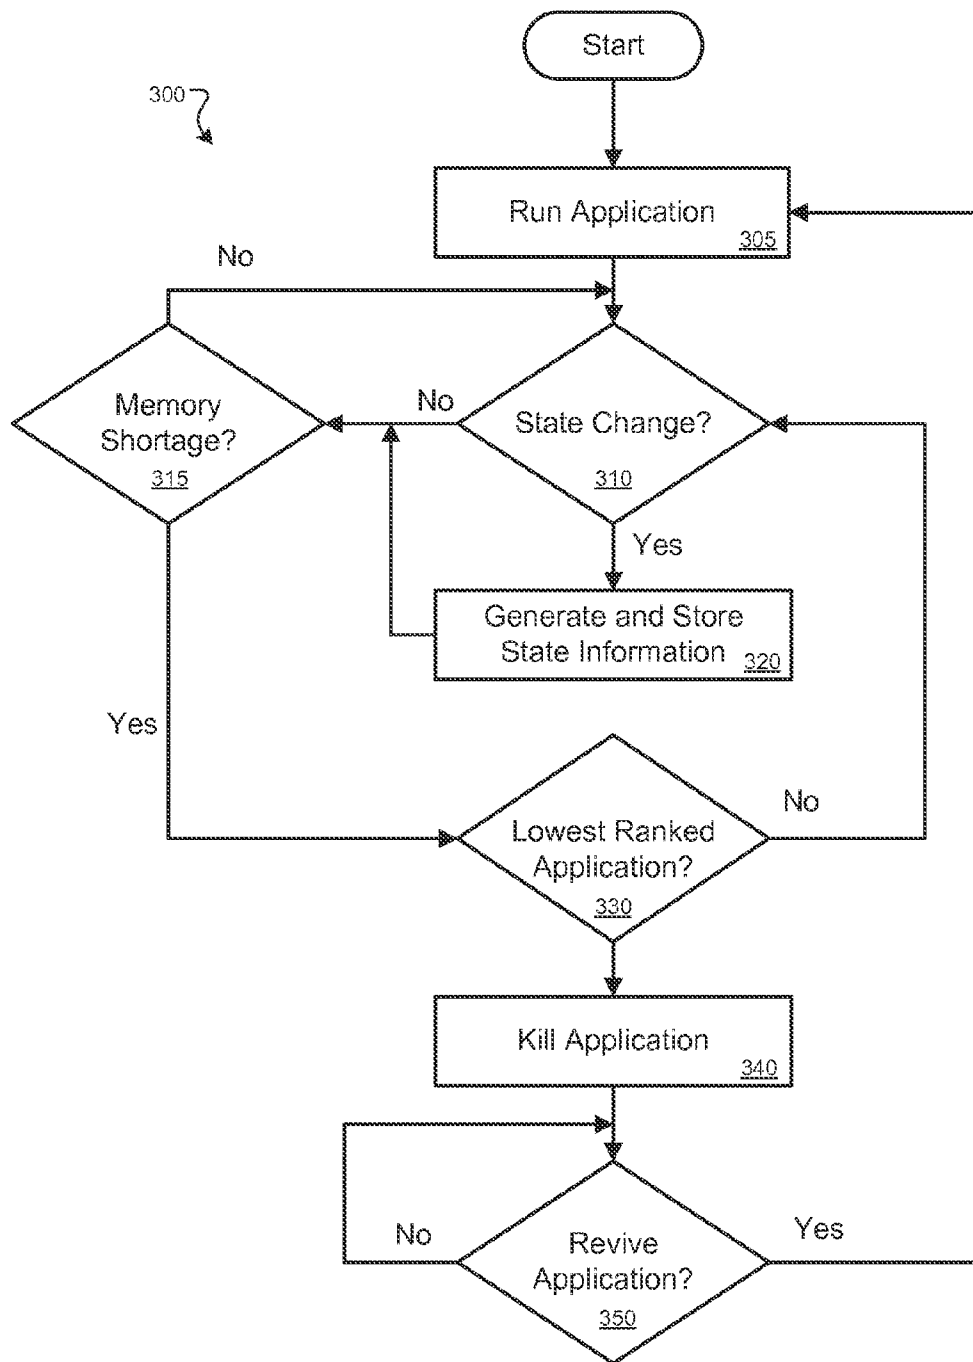 Start
300
Run Application
305
No
Memory
Shortage?
315
No
State Change?
310
Yes
Generate and Store
State Information
320
Yes
Lowest Ranked
Application?
330
No
Kill Application
340
No
Revive
Application?
350
Yes